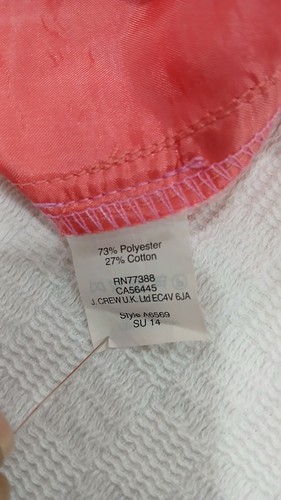 73% Polyester
27% Cotton
RN77388
CA56445
J.CREW U.K. Ltd EC4V 6JA
Style A6569
SU 14